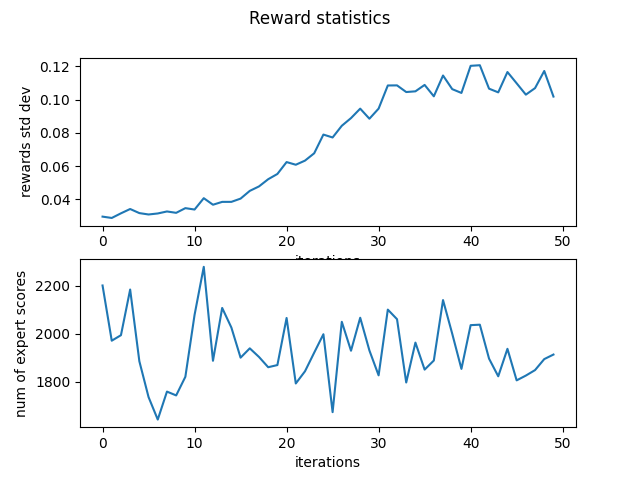 Reward statistics
0.12
0.10
0.08
0.06
0.04
rewards std dev
0 10 20 30 40 50
iterations
2200
2000
1800
num of expert scores
0 10 20 30 40 50
iterations